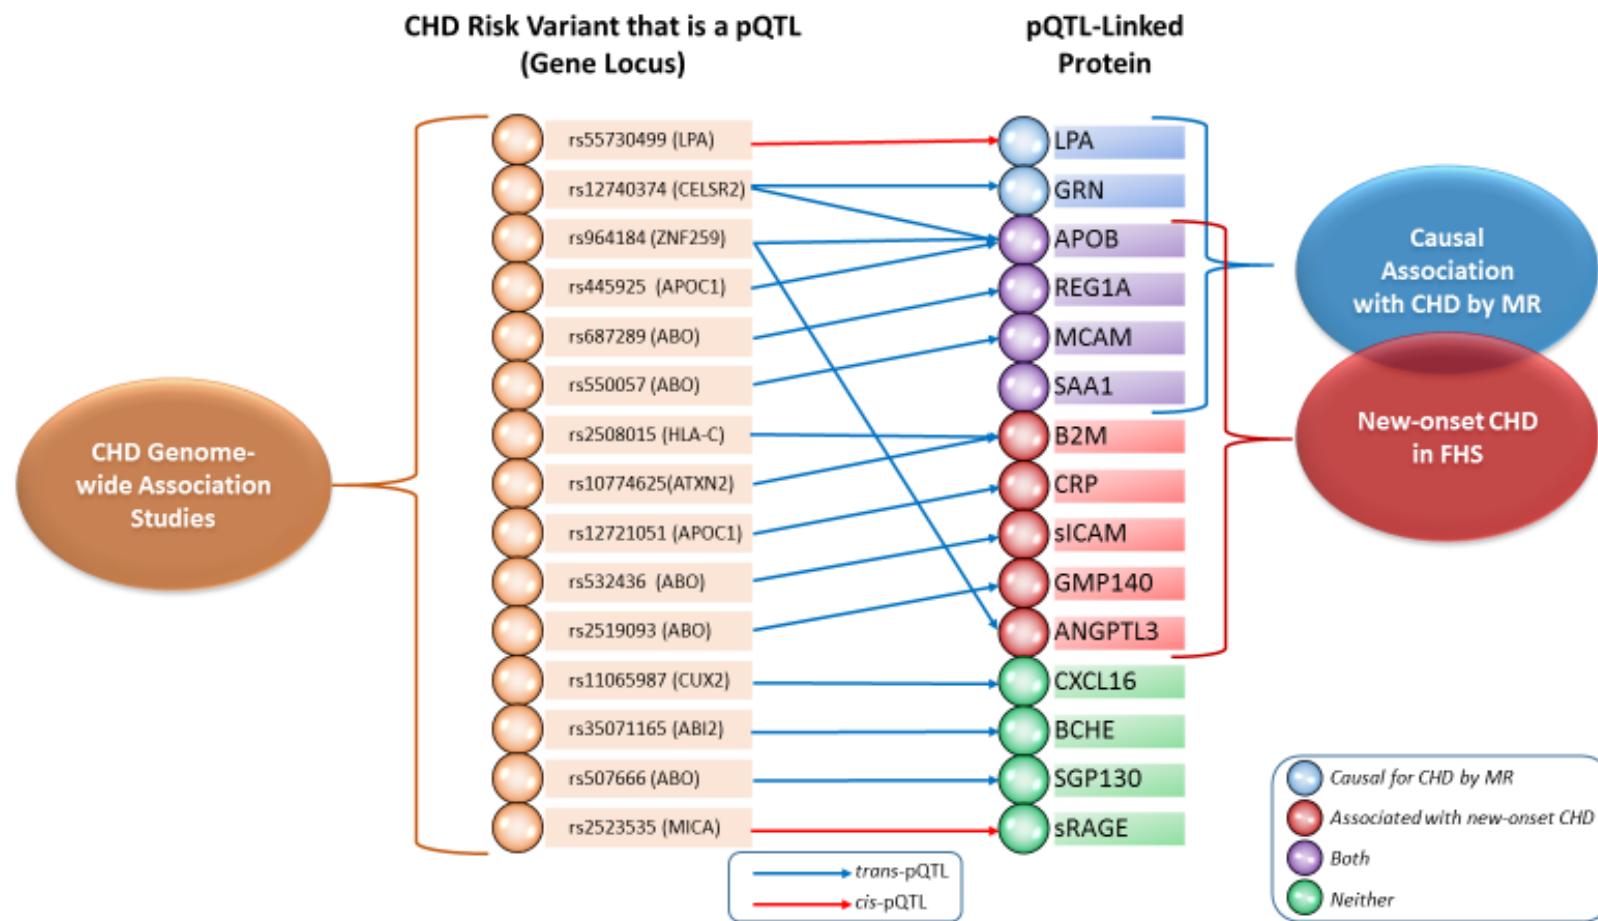 CHD Risk Variant that is a pQTL
(Gene Locus)
pQTL-Linked
Protein
rs55730499 (LPA)
rs12740374 (CELSR2)
rs964184 (ZNF259)
rs445925 (APOC1)
rs687289 (ABO)
rs550057 (ABO)
rs2508015 (HLA-C)
rs10774625(ATXN2)
rs12721051 (APOC1)
rs532436 (ABO)
rs2519093 (ABO)
rs11065987 (CUX2)
rs35071165 (ABI2)
rs507666 (ABO)
rs2523535 (MICA)
LPA
GRN
APOB
REG1A
MCAM
SAA1
B2M
CRP
sICAM
GMP140
ANGPTL3
CXCL16
BCHE
SGP130
sRAGE
CHD Genome-
wide Association
Studies
Causal
Association
with CHD by MR
New-onset CHD
in FHS
trans-pQTL
cis-pQTL
Causal for CHD by MR
Associated with new-onset CHD
Both
Neither